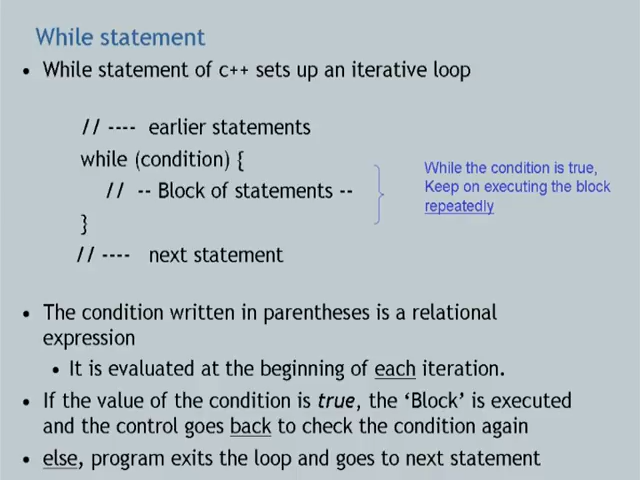 While statement
• While statement of c++ sets up an iterative loop
// ---- earlier statements
while (condition) {
// -- Block of statements --
}
// ---- next statement
While the condition is true,
Keep on executing the block
repeatedly
• The condition written in parentheses is a relational
expression
• It is evaluated at the beginning of each iteration.
• If the value of the condition is true, the ‘Block’ is executed
and the control goes back to check the condition again
• else, program exits the loop and goes to next statement